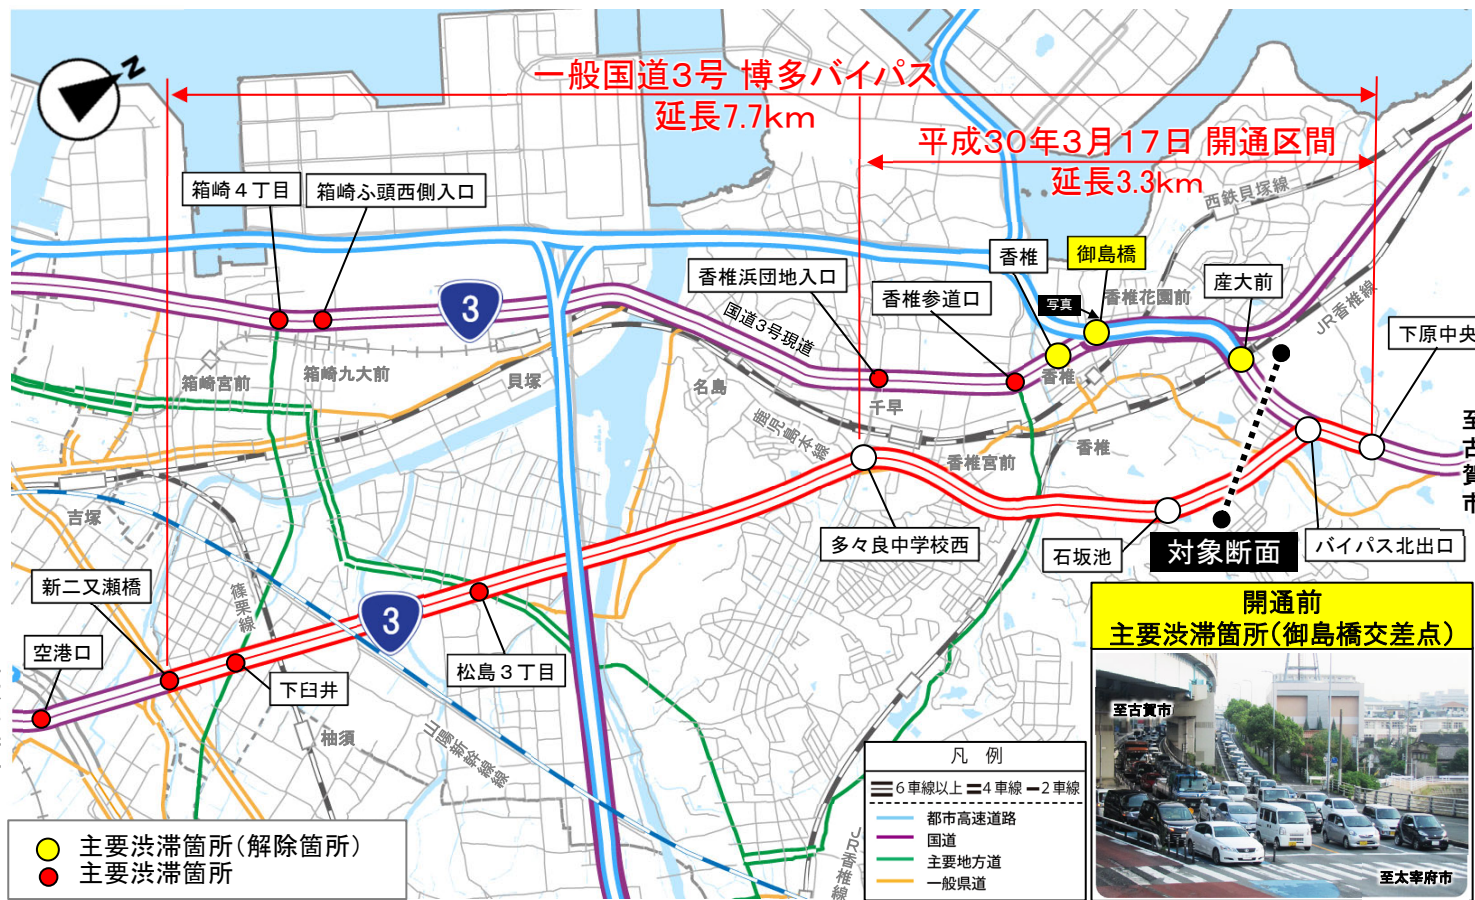 N
一般国道3号 博多バイパス
延長7.7km
平成30年3月17日 開通区間
延長3.3km
箱崎4丁目
箱崎ふ頭西側入口
西鉄貝塚線
香椎
御島橋
香椎浜団地入口
香椎参道口
写真
香椎花園前
産大前
JR香椎線
下原中央
3
国道3号現道
箱崎宮前
箱崎九大前
貝塚
名島
千早
香椎
鹿児島本線
香椎宮前
香椎
至古賀市
吉塚
多々良中学校西
石坂池
対象断面
バイパス北出口
新二又瀬橋
篠栗線
3
空港口
下臼井
松島3丁目
柚須
山陽新幹線線
JR香椎線
開通前
主要渋滞箇所(御島橋交差点)
至古賀市
至太宰府市
凡 例
6車線以上 4車線 2車線
都市高速道路
国道
主要地方道
一般県道
主要渋滞箇所(解除箇所)
主要渋滞箇所